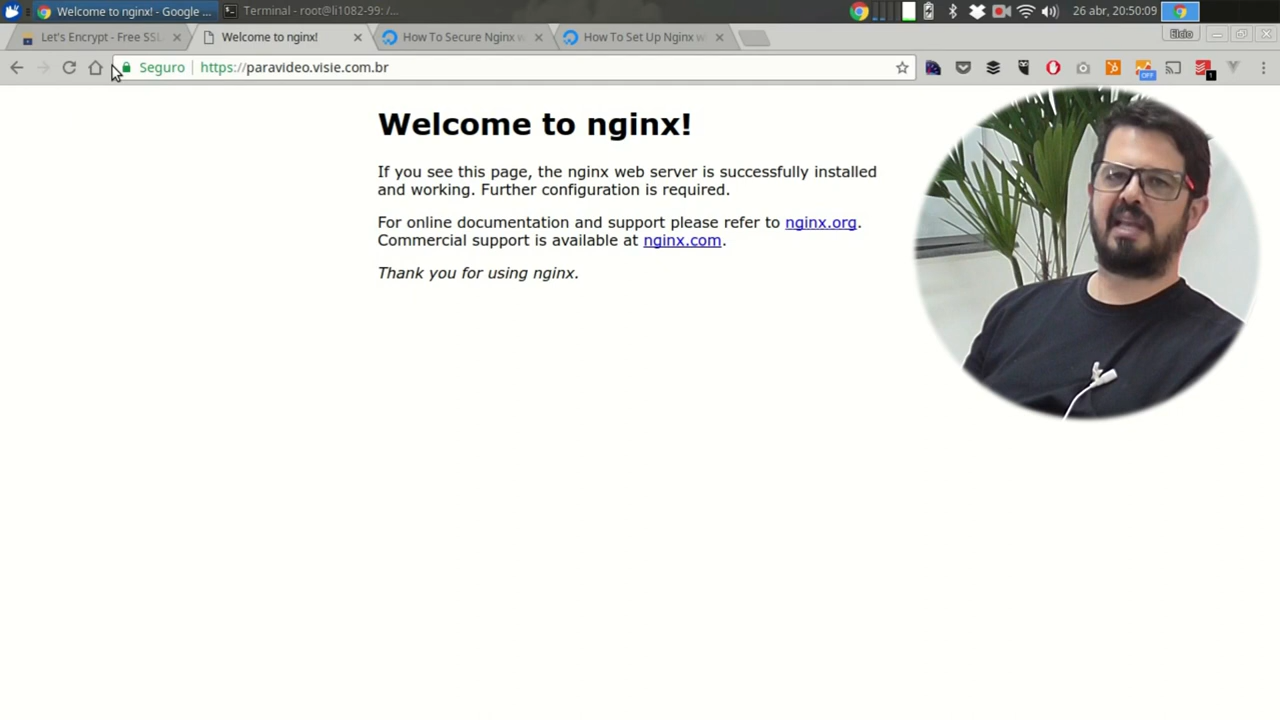 Welcome to nginx! - Google ...
Terminal - root@li1082-99: /...
26 abr, 20:50:09
Let's Encrypt - Free SSL
Welcome to nginx!
How To Secure Nginx w
How To Set Up Nginx w
Elcio
Seguro
https://paravideo.visie.com.br
OFF
1
Welcome to nginx!
If you see this page, the nginx web server is successfully installed
and working. Further configuration is required.
For online documentation and support please refer to nginx.org.
Commercial support is available at nginx.com.
Thank you for using nginx.